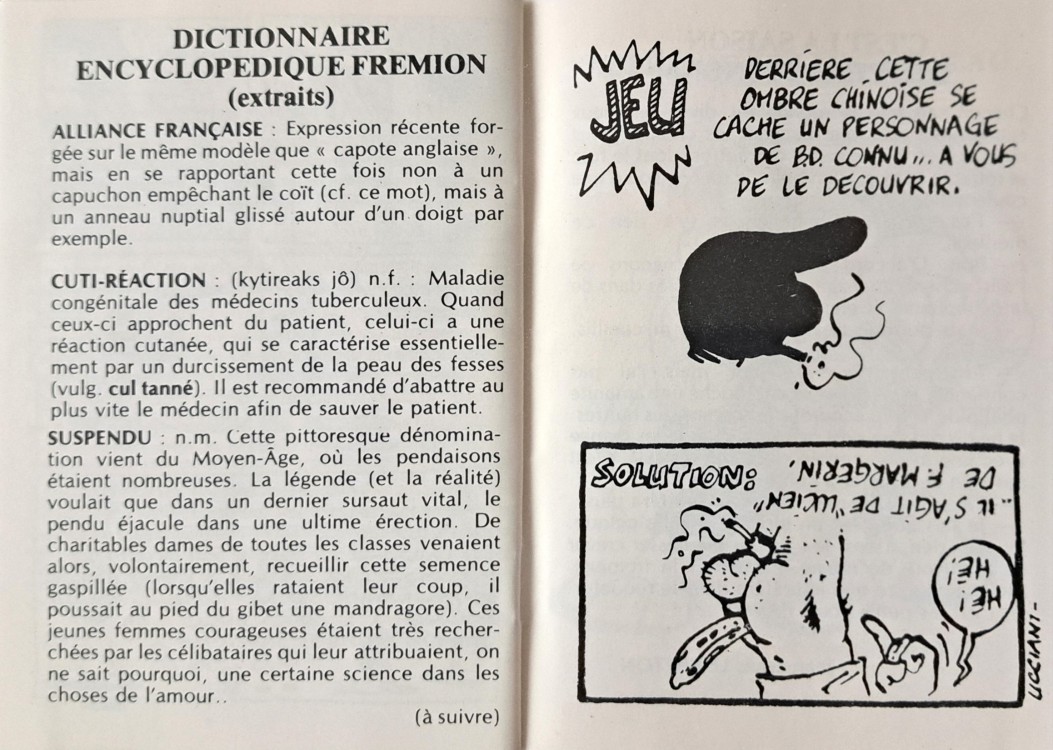 DICTIONNAIRE
ENCYCLOPEDIQUE FREMION
(extraits)
ALLIANCE FRANÇAISE : Expression récente for-
gée sur le même modèle que « capote anglaise »,
mais en se rapportant cette fois non à un
capuchon empêchant le coït (cf. ce mot), mais à
un anneau nuptial glissé autour d'un doigt par
exemple.
CUTI-RÉACTION : (kytireaks jô) n.f. : Maladie
congénitale des médecins tuberculeux. Quand
ceux-ci approchent du patient, celui-ci a une
réaction cutanée, qui se caractérise essentielle-
ment par un durcissement de la peau des fesses
(vulg. cul tanné). Il est recommandé d'abattre au
plus vite le médecin afin de sauver le patient.
SUSPENDU : n.m. Cette pittoresque dénomina-
tion vient du Moyen-Âge, où les pendaisons
étaient nombreuses. La légende (et la réalité)
voulait que dans un dernier sursaut vital, le
pendu éjacule dans une ultime érection. De
charitables dames de toutes les classes venaient
alors, volontairement, recueillir cette semence
gaspillée (lorsqu'elles rataient leur coup, il
poussait au pied du gibet une mandragore). Ces
jeunes femmes courageuses étaient très recher-
chées par les célibataires qui leur attribuaient, on
ne sait pourquoi, une certaine science dans les
choses de l'amour..
(à suivre)
JEU
DERRIÈRE CETTE
OMBRE CHINOISE SE
CACHE UN PERSONNAGE
DE BD. CONNU... A VOUS
DE LE DECOUVRIR.
SOLUTION:
.. IL S'AGIT DE "LUCIEN"
DE F. MARGERIN.
HÉ!
HÉ!
LUCCIANI-